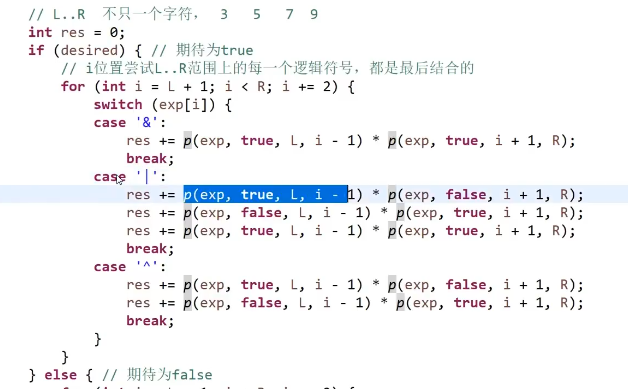 // L..R 不只一个字符， 3 5 7 9
int res = 0;
if (desired) { // 期待为true
// i位置尝试L..R范围上的每一个逻辑符号，都是最后结合的
for (int i = L + 1; i < R; i += 2) {
switch (exp[i]) {
case '&':
res += p(exp, true, L, i - 1) * p(exp, true, i + 1, R);
break;
case '|':
res += p(exp, true, L, i - 1) * p(exp, false, i + 1, R);
res += p(exp, false, L, i - 1) * p(exp, true, i + 1, R);
res += p(exp, true, L, i - 1) * p(exp, true, i + 1, R);
break;
case '^':
res += p(exp, true, L, i - 1) * p(exp, false, i + 1, R);
res += p(exp, false, L, i - 1) * p(exp, true, i + 1, R);
break;
}
}
} else { // 期待为false